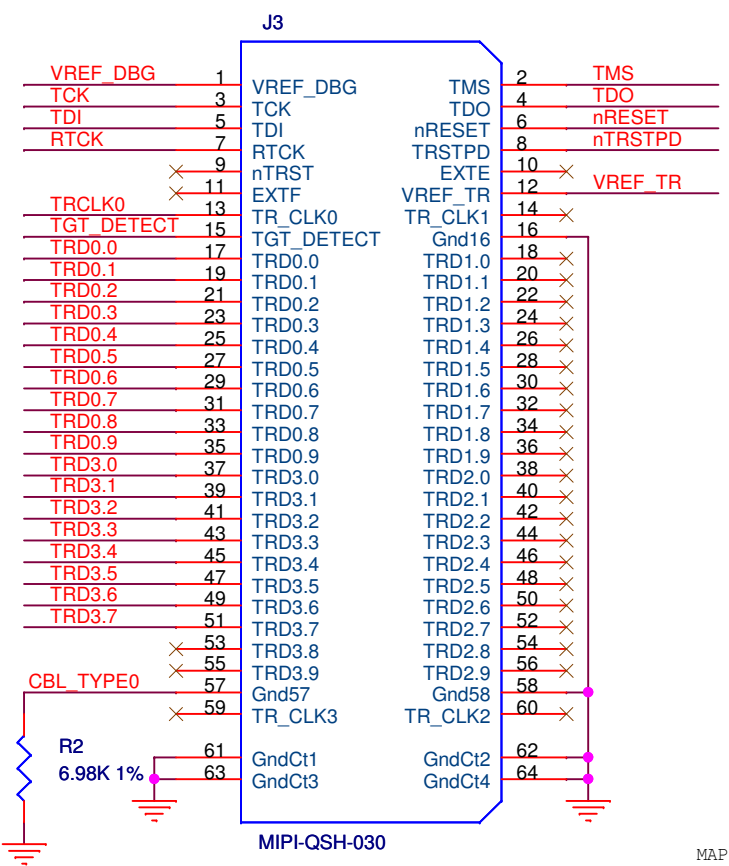 J3
VREF_DBG 1 VREF_DBG TMS 2 TMS
TCK 3 TCK TDO 4 TDO
TDI 5 TDI nRESET 6 nRESET
RTCK 7 RTCK TRSTPD 8 nTRSTPD
9 nTRST EXTE 10
11 EXTF VREF_TR 12 VREF_TR
TRCLK0 13 TR_CLK0 TR_CLK1 14
TGT_DETECT 15 TGT_DETECT Gnd16 16
TRD0.0 17 TRD0.0 TRD1.0 18
TRD0.1 19 TRD0.1 TRD1.1 20
TRD0.2 21 TRD0.2 TRD1.2 22
TRD0.3 23 TRD0.3 TRD1.3 24
TRD0.4 25 TRD0.4 TRD1.4 26
TRD0.5 27 TRD0.5 TRD1.5 28
TRD0.6 29 TRD0.6 TRD1.6 30
TRD0.7 31 TRD0.7 TRD1.7 32
TRD0.8 33 TRD0.8 TRD1.8 34
TRD0.9 35 TRD0.9 TRD1.9 36
TRD3.0 37 TRD3.0 TRD2.0 38
TRD3.1 39 TRD3.1 TRD2.1 40
TRD3.2 41 TRD3.2 TRD2.2 42
TRD3.3 43 TRD3.3 TRD2.3 44
TRD3.4 45 TRD3.4 TRD2.4 46
TRD3.5 47 TRD3.5 TRD2.5 48
TRD3.6 49 TRD3.6 TRD2.6 50
TRD3.7 51 TRD3.7 TRD2.7 52
53 TRD3.8 TRD2.8 54
55 TRD3.9 TRD2.9 56
CBL_TYPE0 57 Gnd57 Gnd58 58
59 TR_CLK3 TR_CLK2 60
R2 61 GndCt1 GndCt2 62
6.98K 1% 63 GndCt3 GndCt4 64
MIPI-QSH-030
MAP